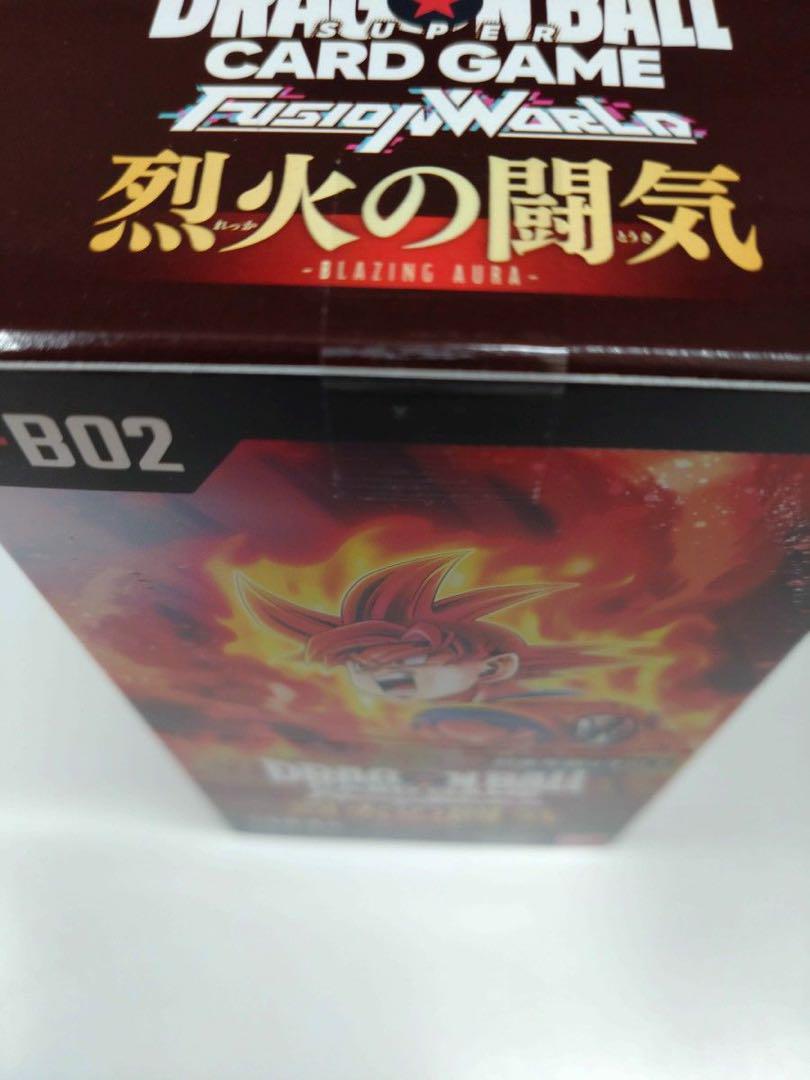 DRAGON BALL
SUPER
CARD GAME
FUSION WORLD
烈火の闘気
れっか とうき
-BLAZING AURA-
-B02